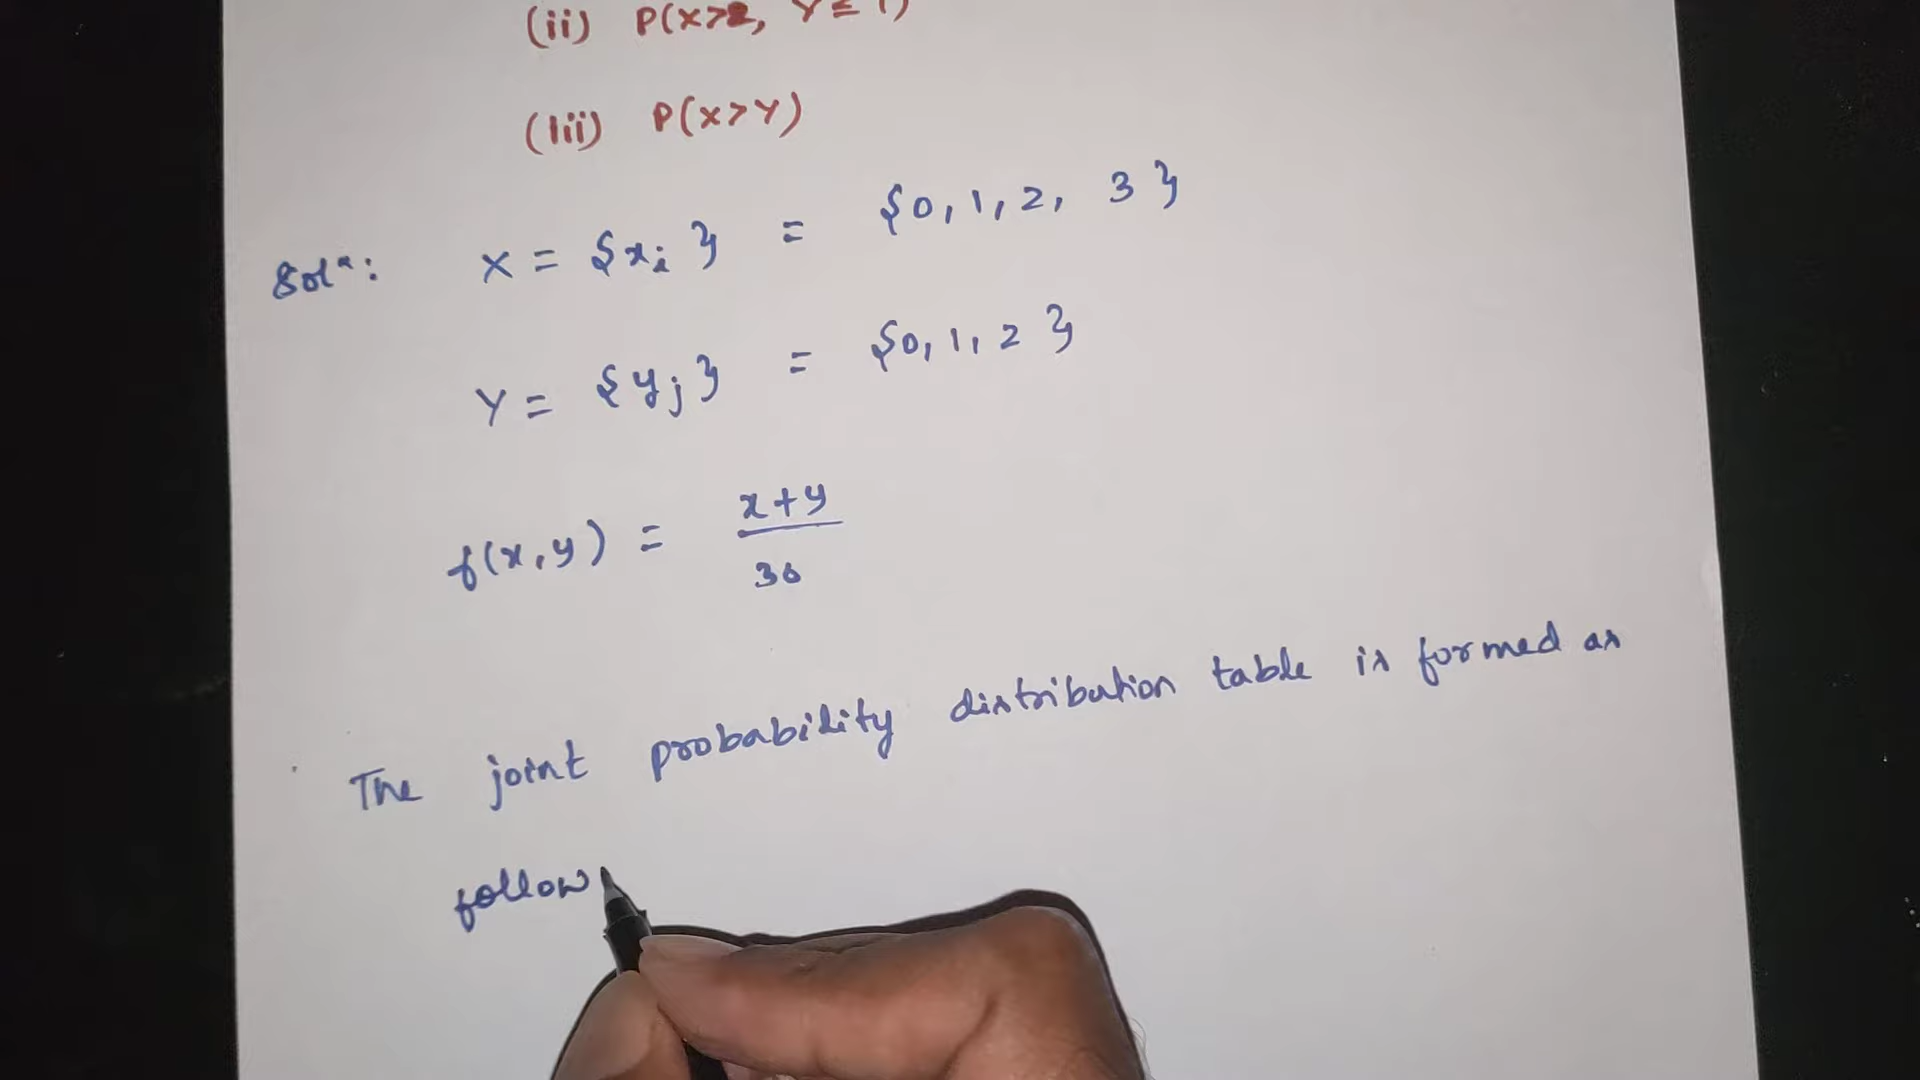 (ii) P(X>2, Y≤1)
(iii) P(X>Y)
Solⁿ: X = {xᵢ} = {0, 1, 2, 3}
Y = {yⱼ} = {0, 1, 2}
f(x,y) = x+y
30
The joint probability distribution table is formed as
follow